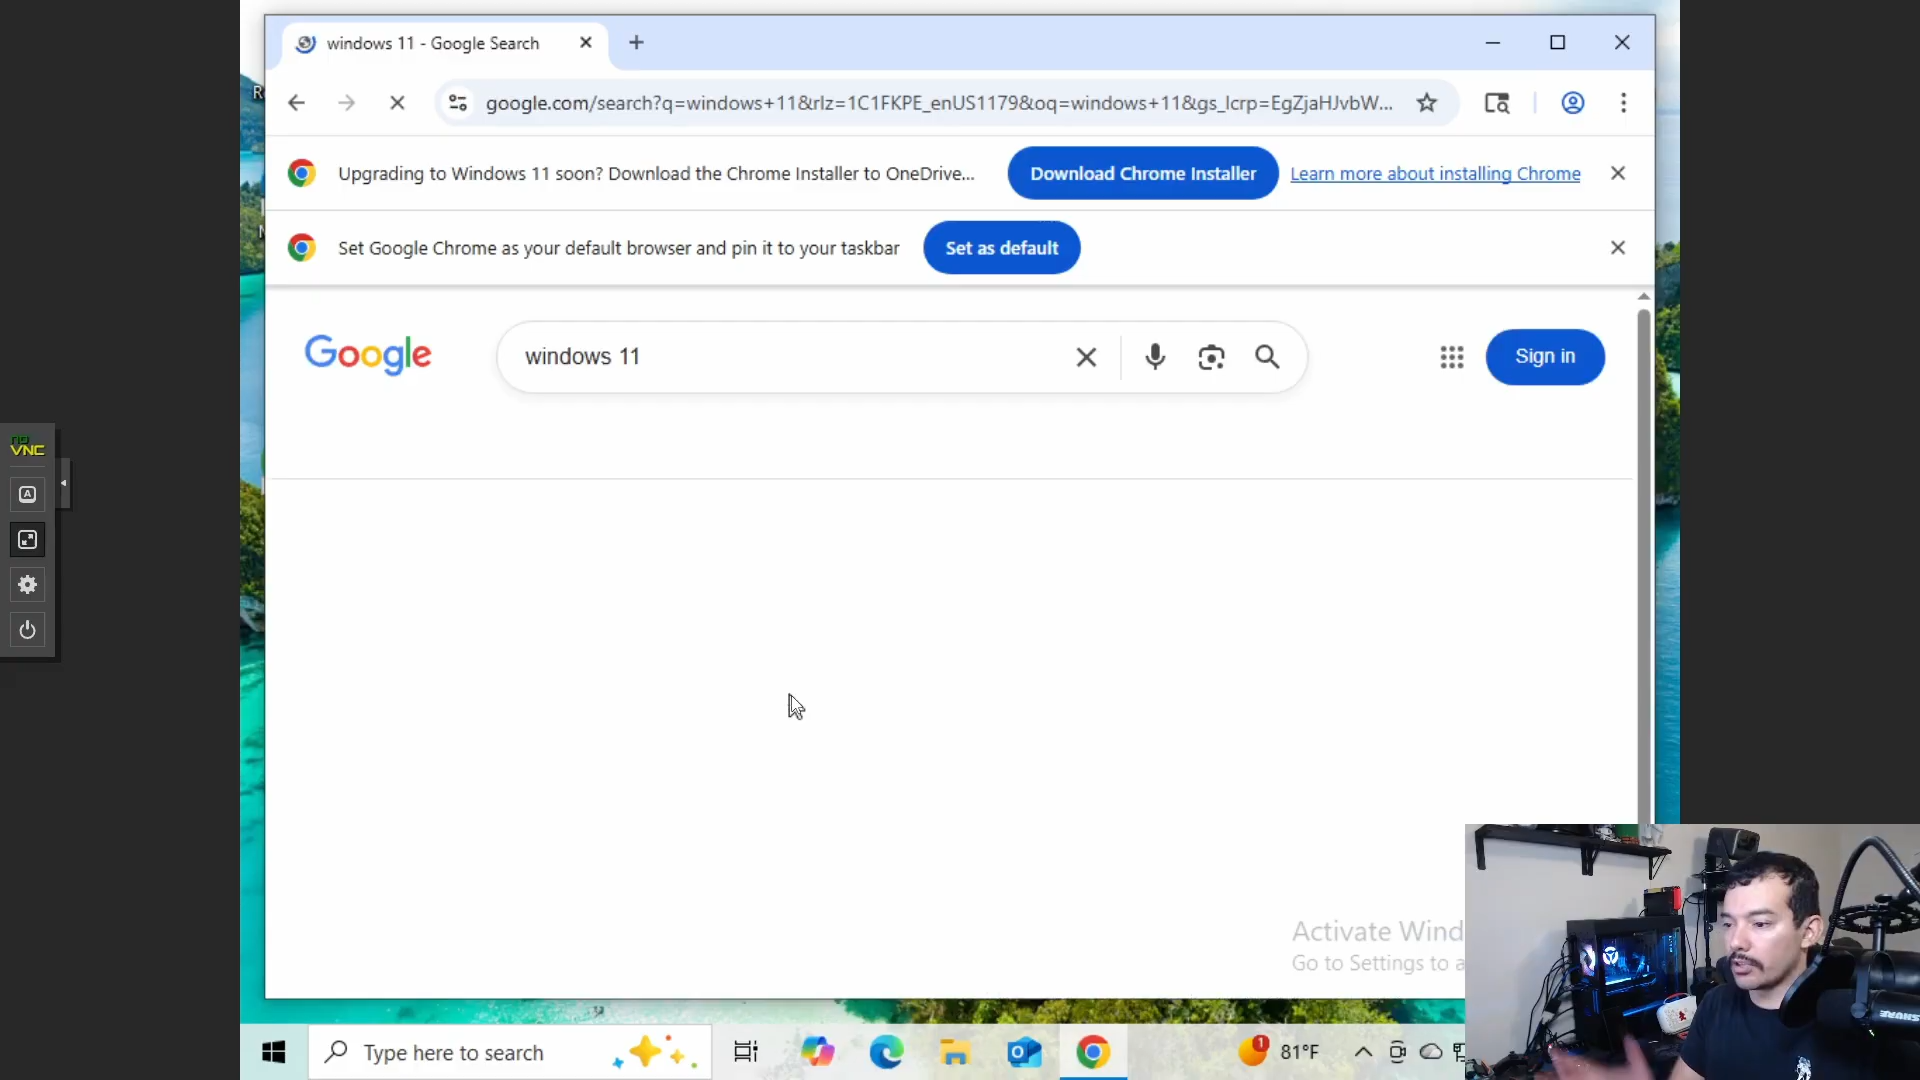 windows 11 - Google Search
google.com/search?q=windows+11&rlz=1C1FKPE_enUS1179&oq=windows+11&gs_lcrp=EgZjaHJvbW...
Upgrading to Windows 11 soon? Download the Chrome Installer to OneDrive...
Download Chrome Installer
Learn more about installing Chrome
Set Google Chrome as your default browser and pin it to your taskbar
Set as default
Google
windows 11
Sign in
no
VNC
A
Activate Wind
Go to Settings to a
Type here to search
1
81°F